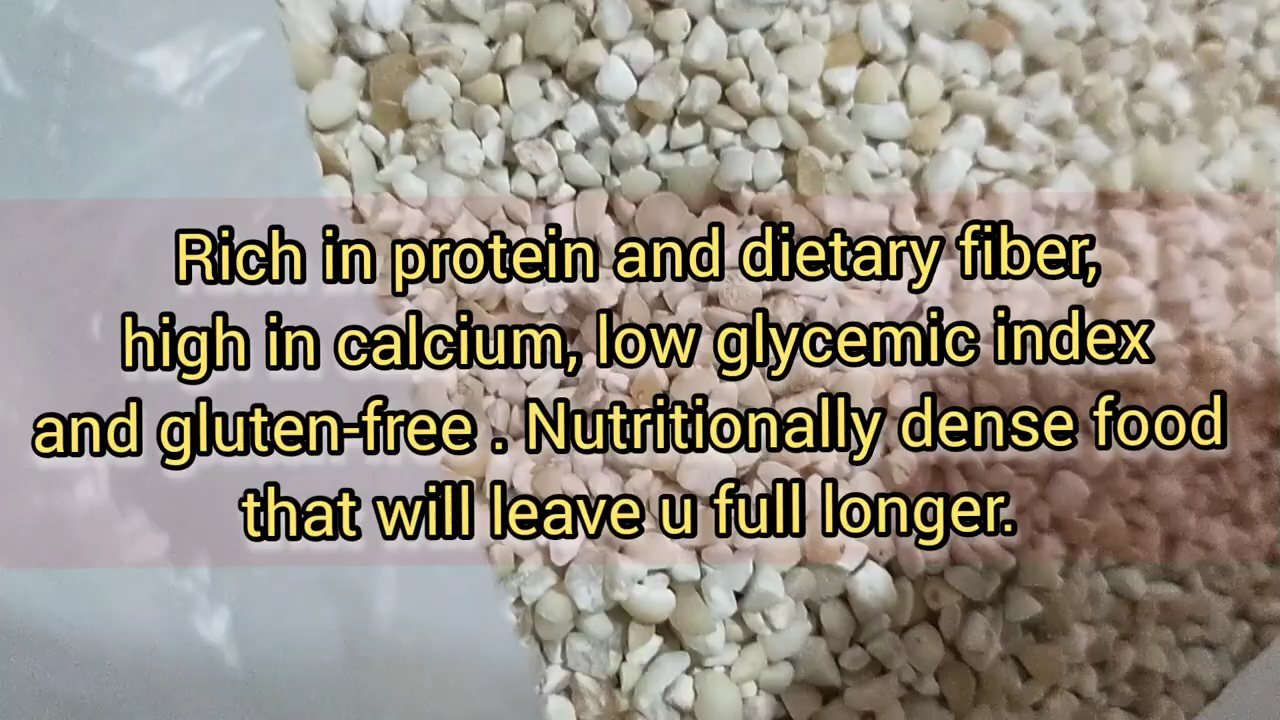 Rich in protein and dietary fiber,
high in calcium, low glycemic index
and gluten-free . Nutritionally dense food
that will leave u full longer.